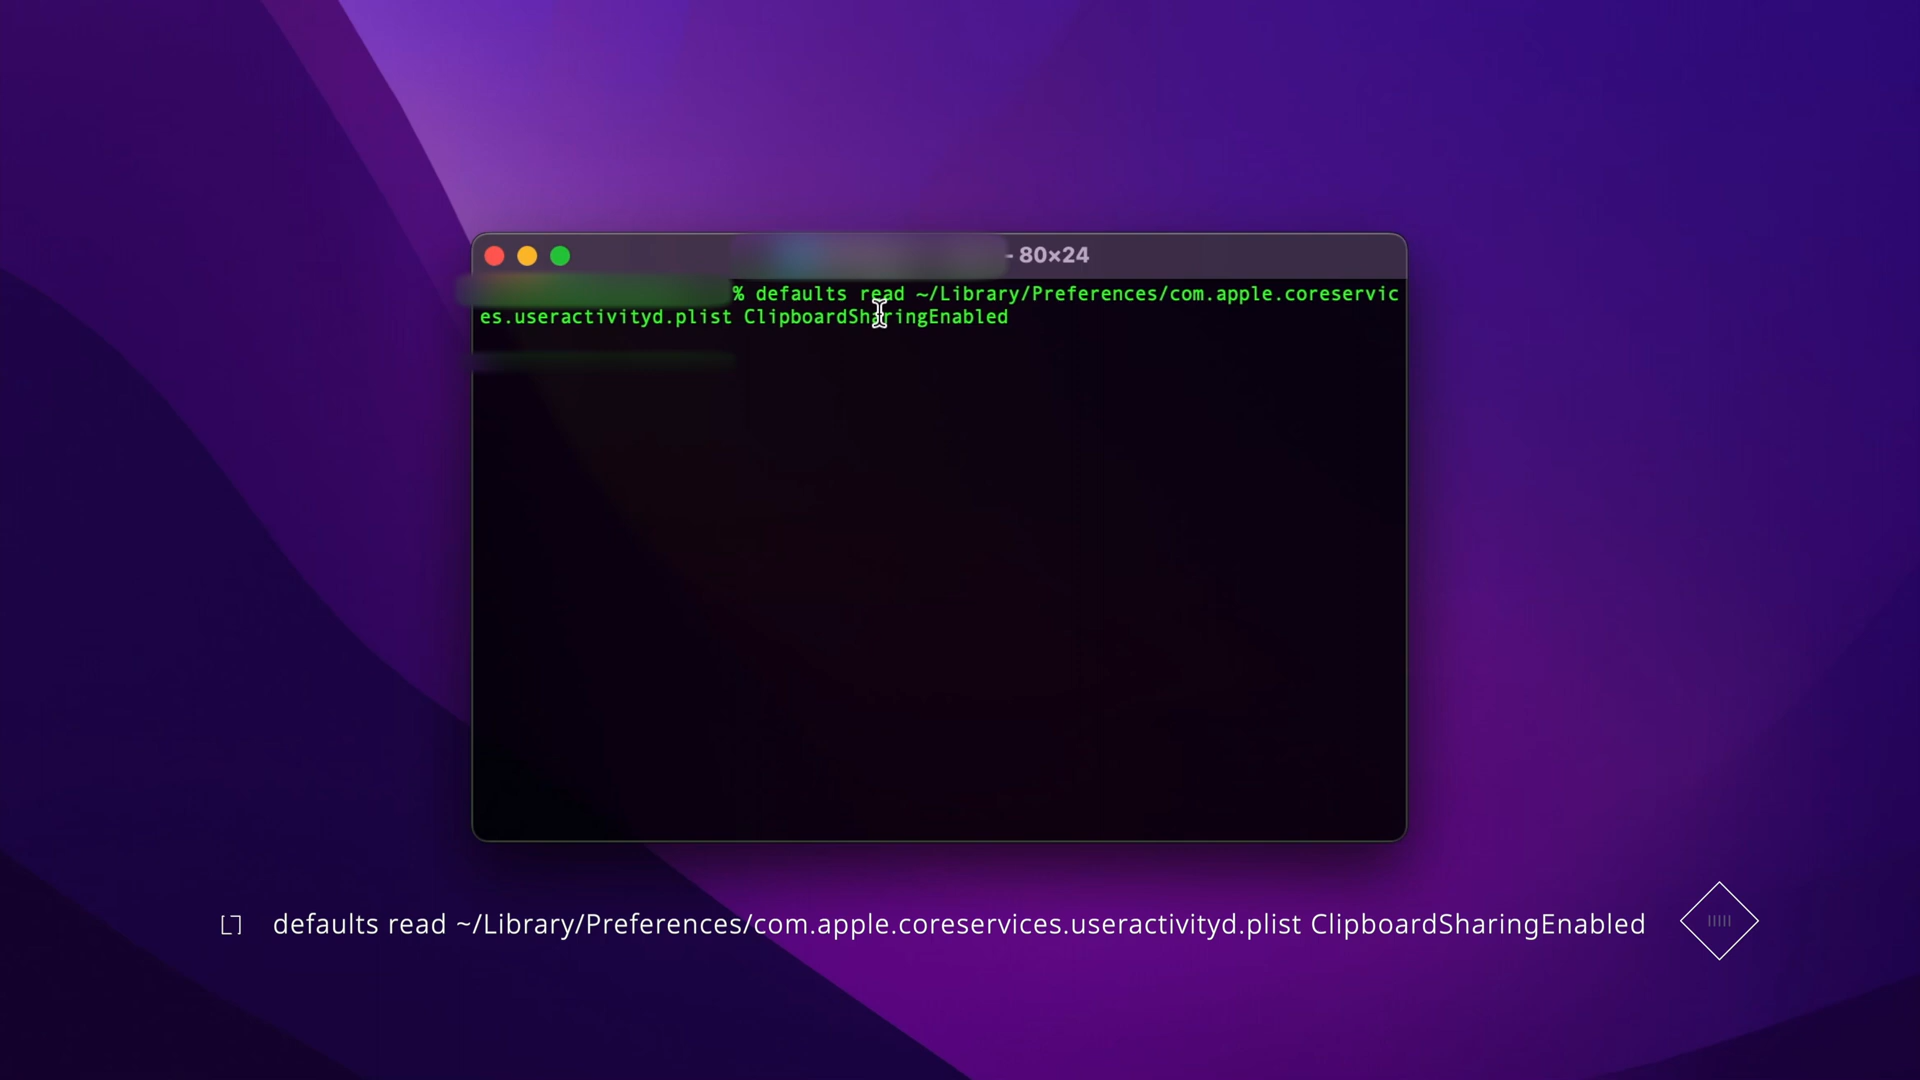 - 80×24
% defaults read ~/Library/Preferences/com.apple.coreservic
es.useractivityd.plist ClipboardSharingEnabled
defaults read ~/Library/Preferences/com.apple.coreservices.useractivityd.plist ClipboardSharingEnabled